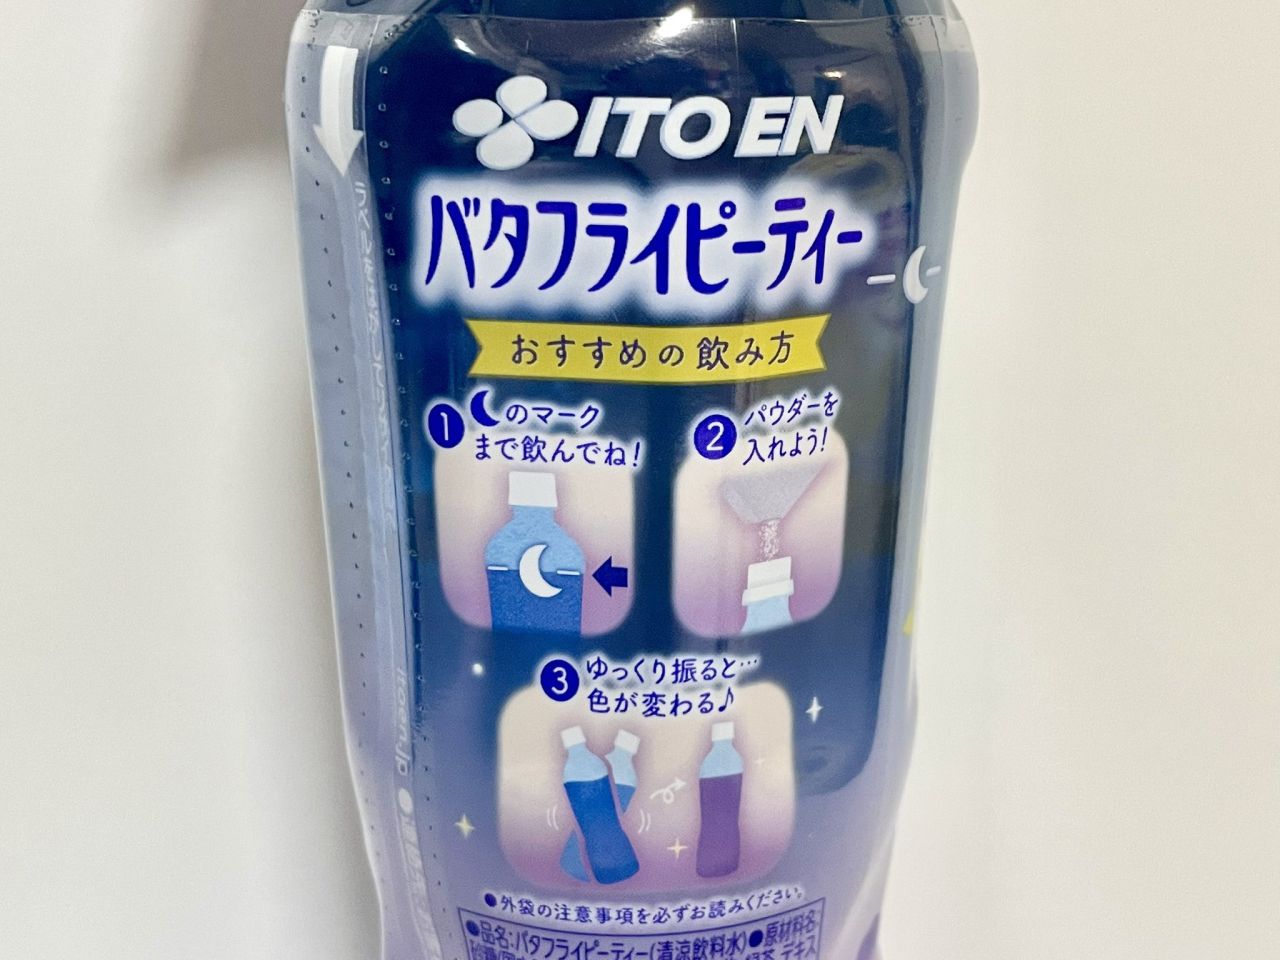 ITO EN
バタフライピーティー
おすすめの飲み方
1 のマーク
まで飲んでね!
2 パウダーを
入れよう!
3 ゆっくり振ると…
色が変わる♪
●外袋の注意事項を必ずお読みください。
●品名:バタフライピーティー(清涼飲料水)●原材料名:
itoen.jp